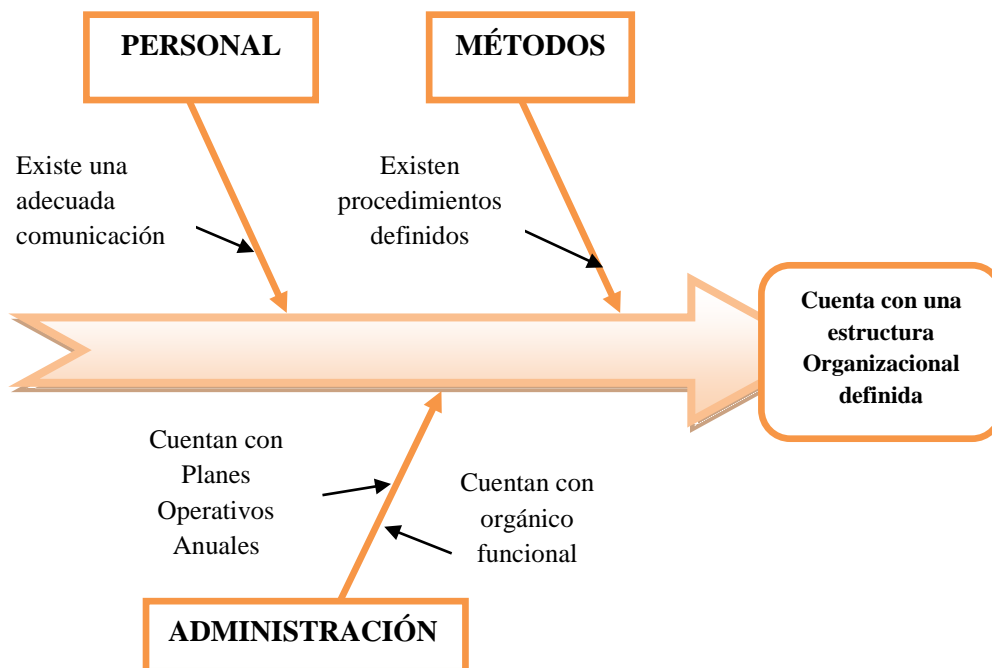 PERSONAL
MÉTODOS
Existe una
adecuada
comunicación
Existen
procedimientos
definidos
Cuenta con una
estructura
Organizacional
definida
Cuentan con
Planes
Operativos
Anuales
Cuentan con
orgánico
funcional
ADMINISTRACIÓN